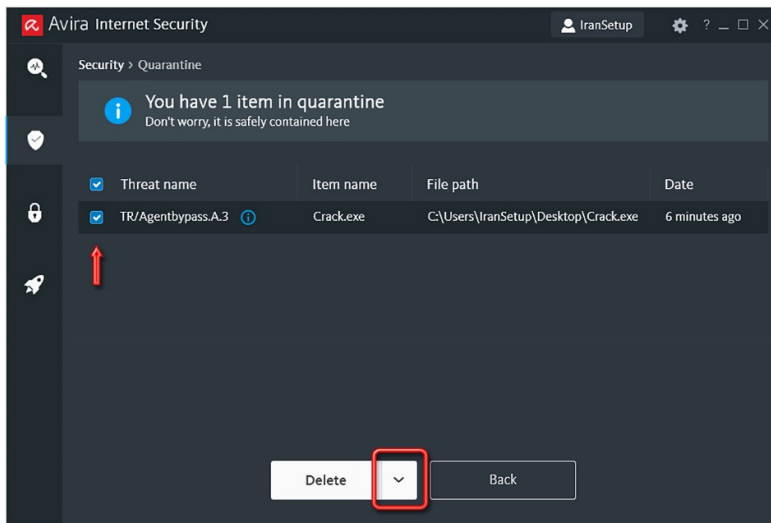 Avira Internet Security
IranSetup
?
Security > Quarantine
You have 1 item in quarantine
Don't worry, it is safely contained here
Threat name Item name File path Date
TR/Agentbypass.A.3 Crack.exe C:\Users\IranSetup\Desktop\Crack.exe 6 minutes ago
Delete Back